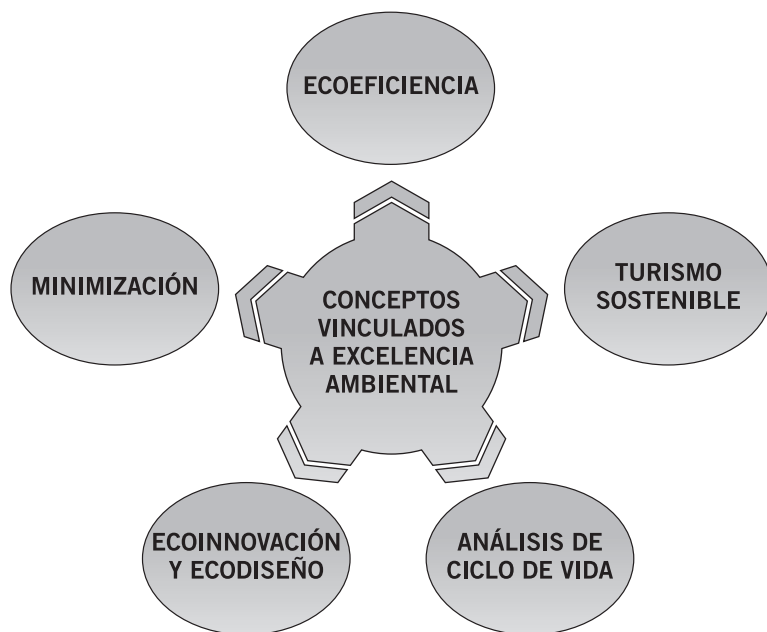 ECOEFICIENCIA
MINIMIZACIÓN
TURISMO
SOSTENIBLE
CONCEPTOS
VINCULADOS
A EXCELENCIA
AMBIENTAL
ECOINNOVACIÓN
Y ECODISEÑO
ANÁLISIS DE
CICLO DE VIDA